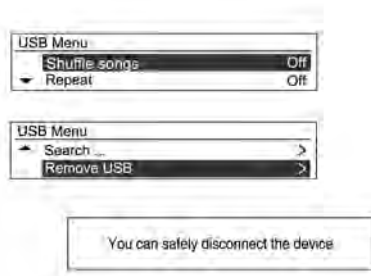 USB Menu
Shuffle songs Off
Repeat Off
USB Menu
Search ... >
Remove USB >
You can safely disconnect the device